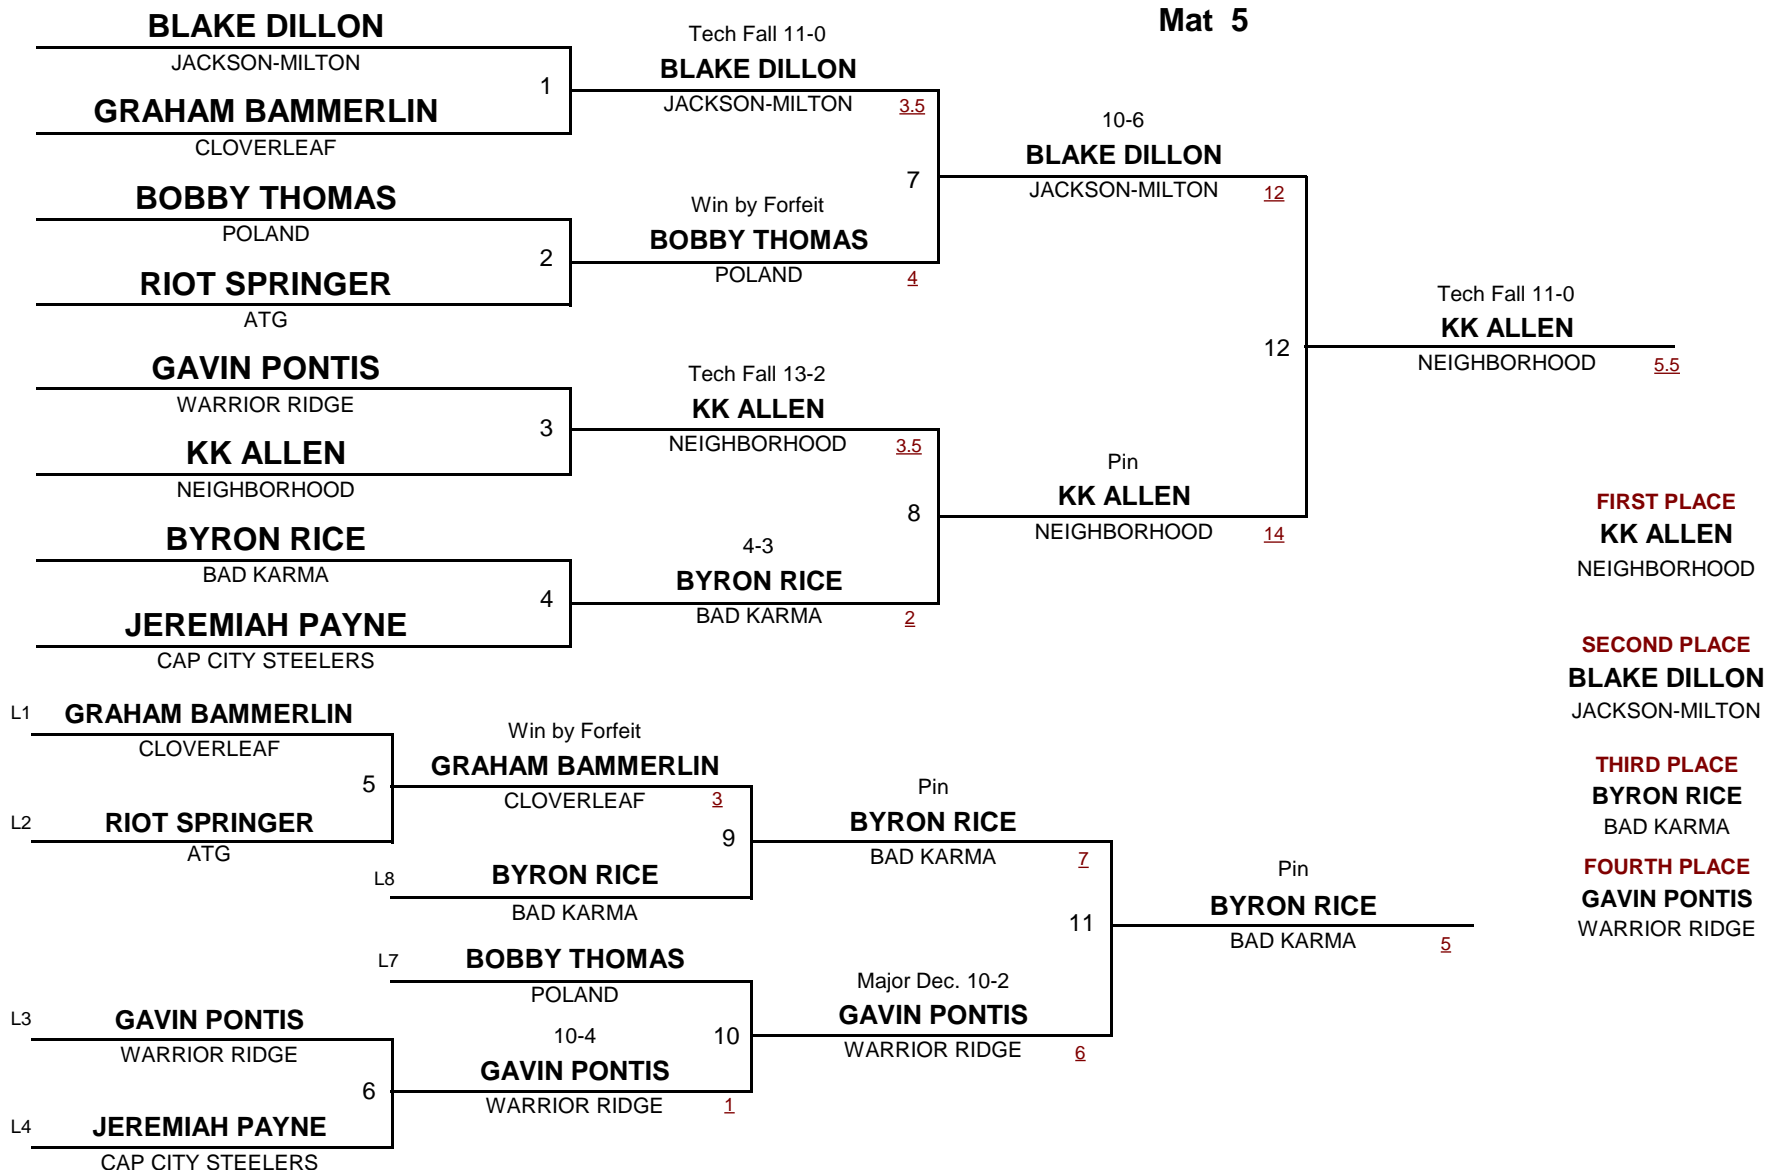 Mat 5
BLAKE DILLON
JACKSON-MILTON
1
GRAHAM BAMMERLIN
CLOVERLEAF
BOBBY THOMAS
POLAND
2
RIOT SPRINGER
ATG
GAVIN PONTIS
WARRIOR RIDGE
3
KK ALLEN
NEIGHBORHOOD
BYRON RICE
BAD KARMA
4
JEREMIAH PAYNE
CAP CITY STEELERS
Tech Fall 11-0
BLAKE DILLON
JACKSON-MILTON 3.5
7
Win by Forfeit
BOBBY THOMAS
POLAND 4
Tech Fall 13-2
KK ALLEN
NEIGHBORHOOD 3.5
8
4-3
BYRON RICE
BAD KARMA 2
10-6
BLAKE DILLON
JACKSON-MILTON 12
12
Pin
KK ALLEN
NEIGHBORHOOD 14
Tech Fall 11-0
KK ALLEN
NEIGHBORHOOD 5.5
FIRST PLACE
KK ALLEN
NEIGHBORHOOD
SECOND PLACE
BLAKE DILLON
JACKSON-MILTON
THIRD PLACE
BYRON RICE
BAD KARMA
FOURTH PLACE
GAVIN PONTIS
WARRIOR RIDGE
L1 GRAHAM BAMMERLIN
CLOVERLEAF
5
L2 RIOT SPRINGER
ATG
L3 GAVIN PONTIS
WARRIOR RIDGE
6
L4 JEREMIAH PAYNE
CAP CITY STEELERS
Win by Forfeit
GRAHAM BAMMERLIN
CLOVERLEAF 3
9
L8 BYRON RICE
BAD KARMA
L7 BOBBY THOMAS
POLAND
10
10-4
GAVIN PONTIS
WARRIOR RIDGE 1
Pin
BYRON RICE
BAD KARMA 7
11
Major Dec. 10-2
GAVIN PONTIS
WARRIOR RIDGE 6
Pin
BYRON RICE
BAD KARMA 5